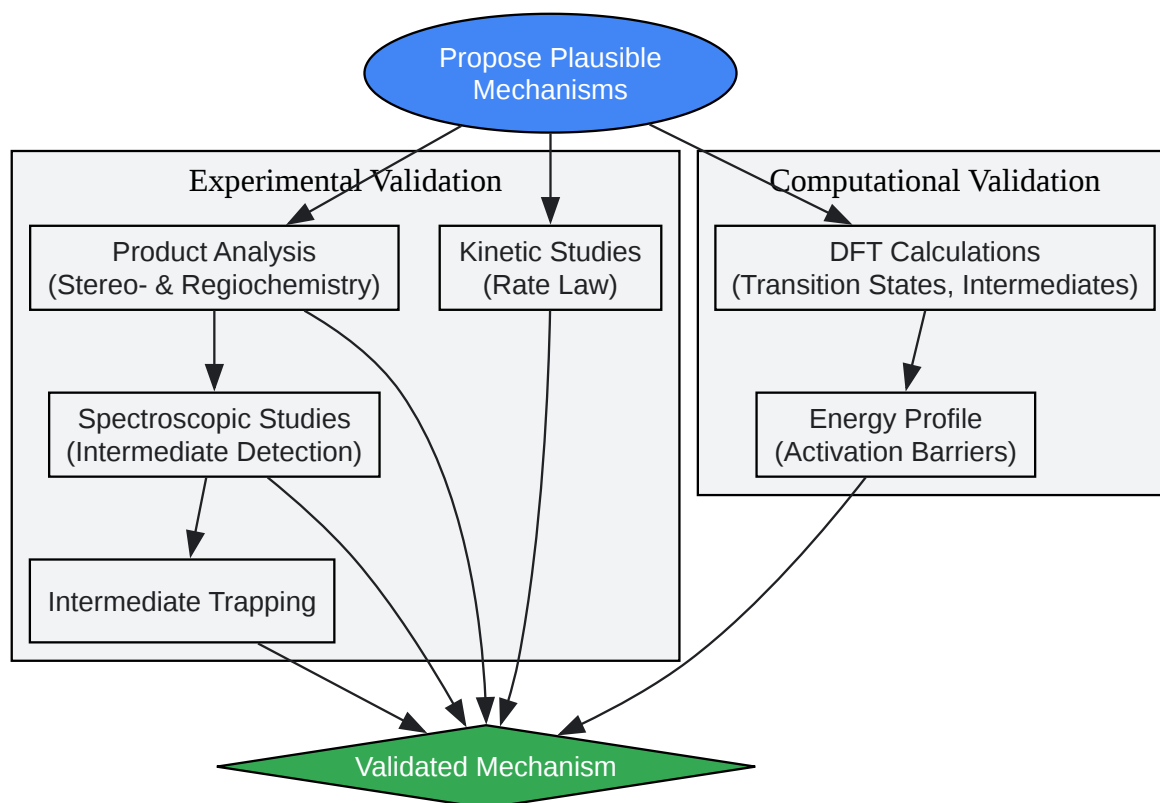 Propose Plausible
Mechanisms
Experimental Validation
Computational Validation
Product Analysis
(Stereo- & Regiochemistry)
Kinetic Studies
(Rate Law)
DFT Calculations
(Transition States, Intermediates)
Spectroscopic Studies
(Intermediate Detection)
Energy Profile
(Activation Barriers)
Intermediate Trapping
Validated Mechanism